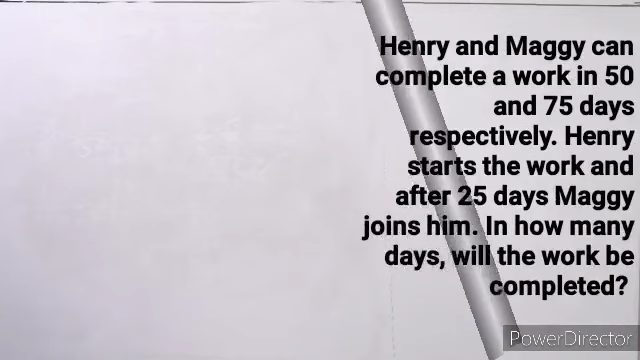 Henry and Maggy can
complete a work in 50
and 75 days
respectively. Henry
starts the work and
after 25 days Maggy
joins him. In how many
days, will the work be
completed?
PowerDirector